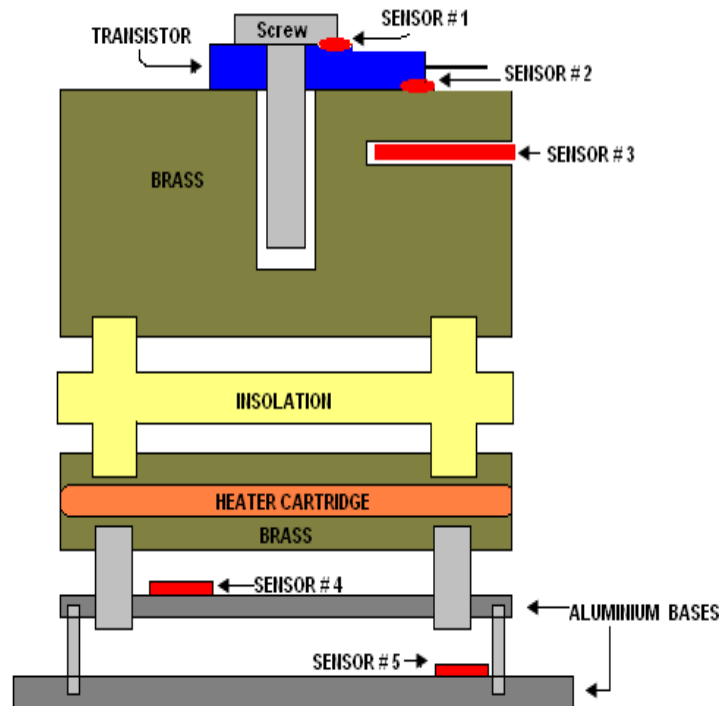 SENSOR #1
Screw
TRANSISTOR
SENSOR #2
SENSOR #3
BRASS
INSOLATION
HEATER CARTRIDGE
BRASS
SENSOR #4
ALUMINIUM BASES
SENSOR #5